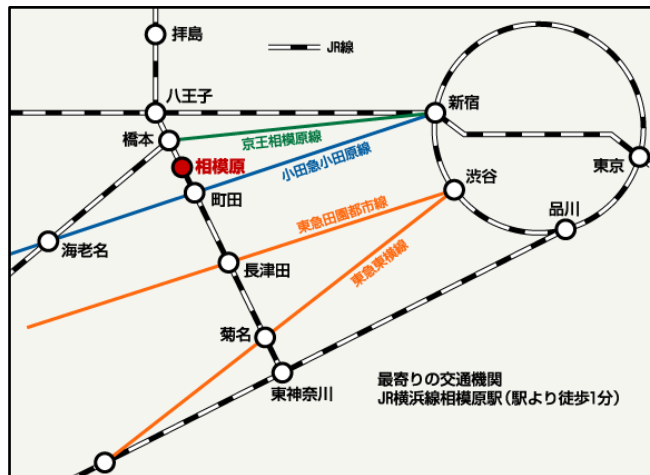 拝島
JR線
八王子
新宿
橋本
京王相模原線
相模原
小田急小田原線
東京
渋谷
町田
品川
東急田園都市線
海老名
長津田
東急東横線
菊名
東神奈川
最寄りの交通機関
JR横浜線相模原駅（駅より徒歩1分）